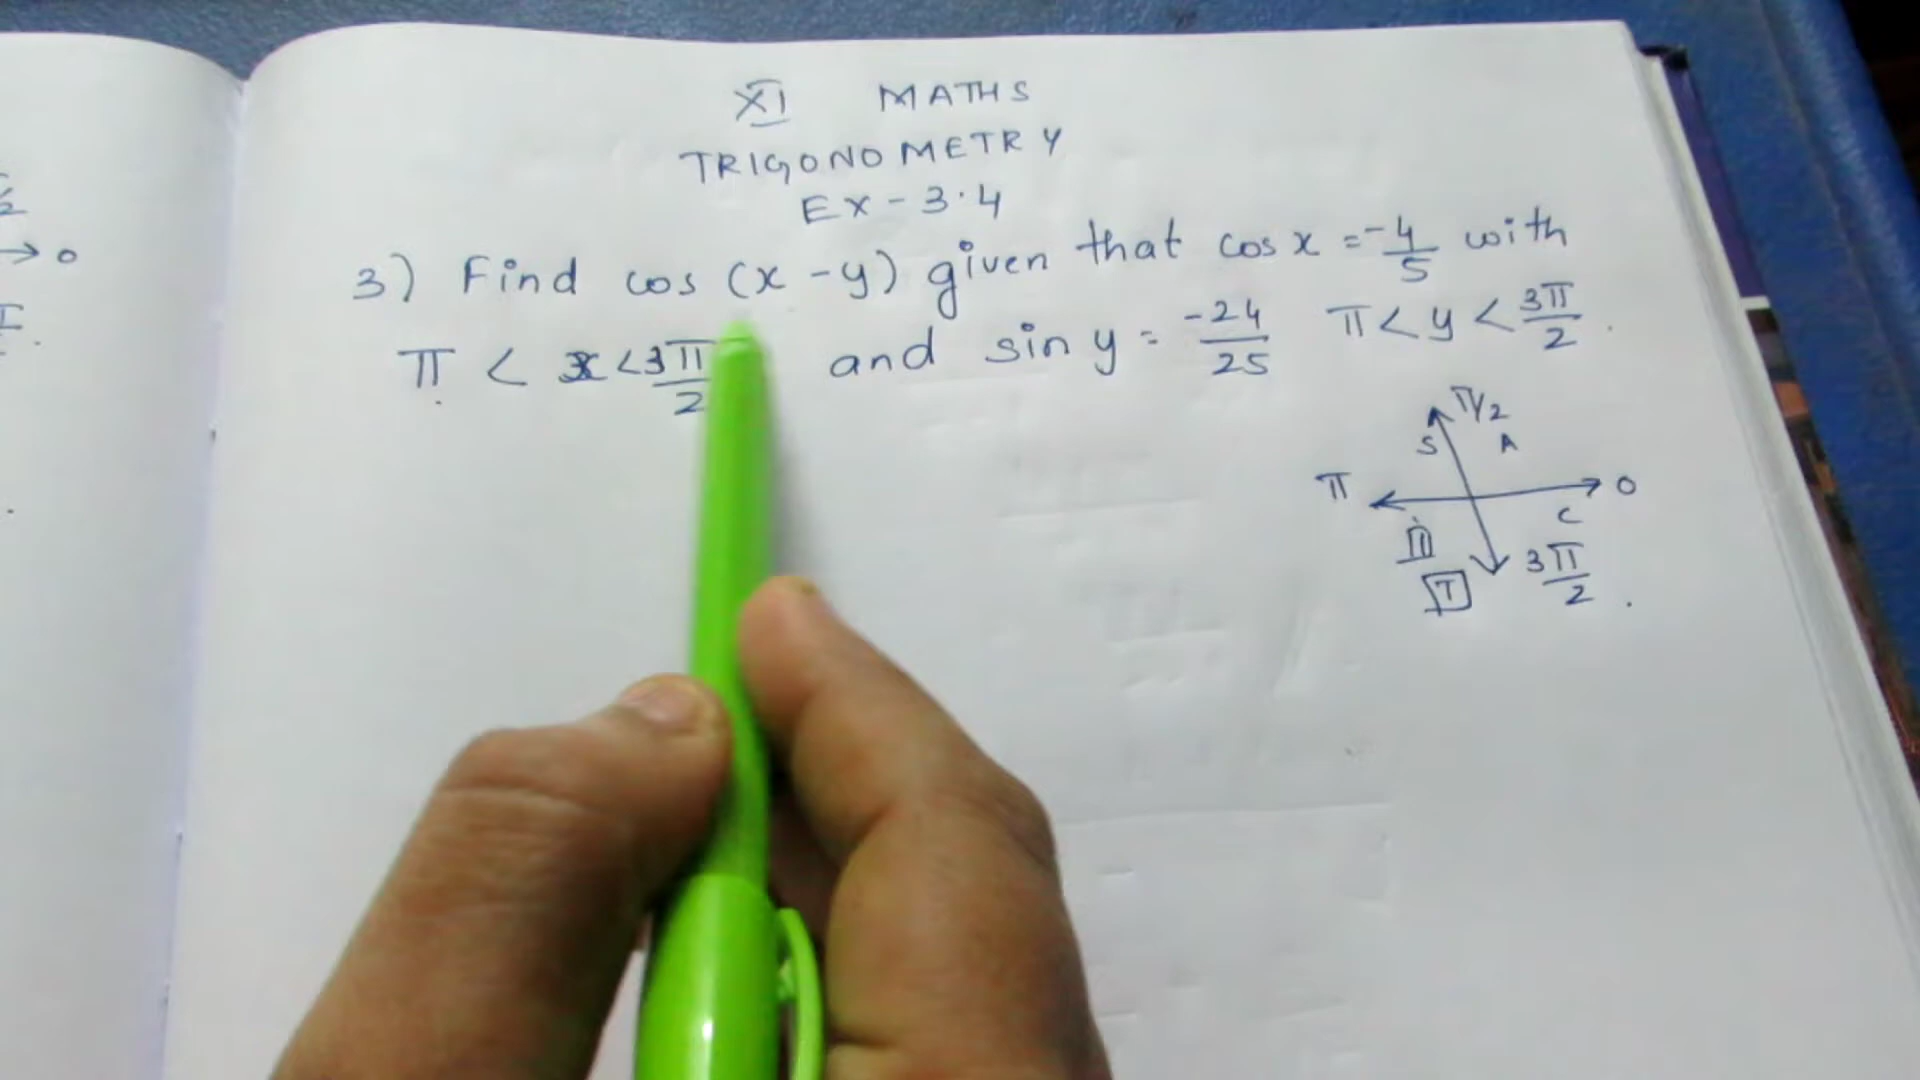 XI MATHS
TRIGONOMETRY
EX - 3.4
3) Find cos (x - y) given that cos x = -4/5 with
π < x < 3π/2 and sin y = -24/25 π < y < 3π/2 .
π/2
S A
π 0
III C
T 3π/2 .
0